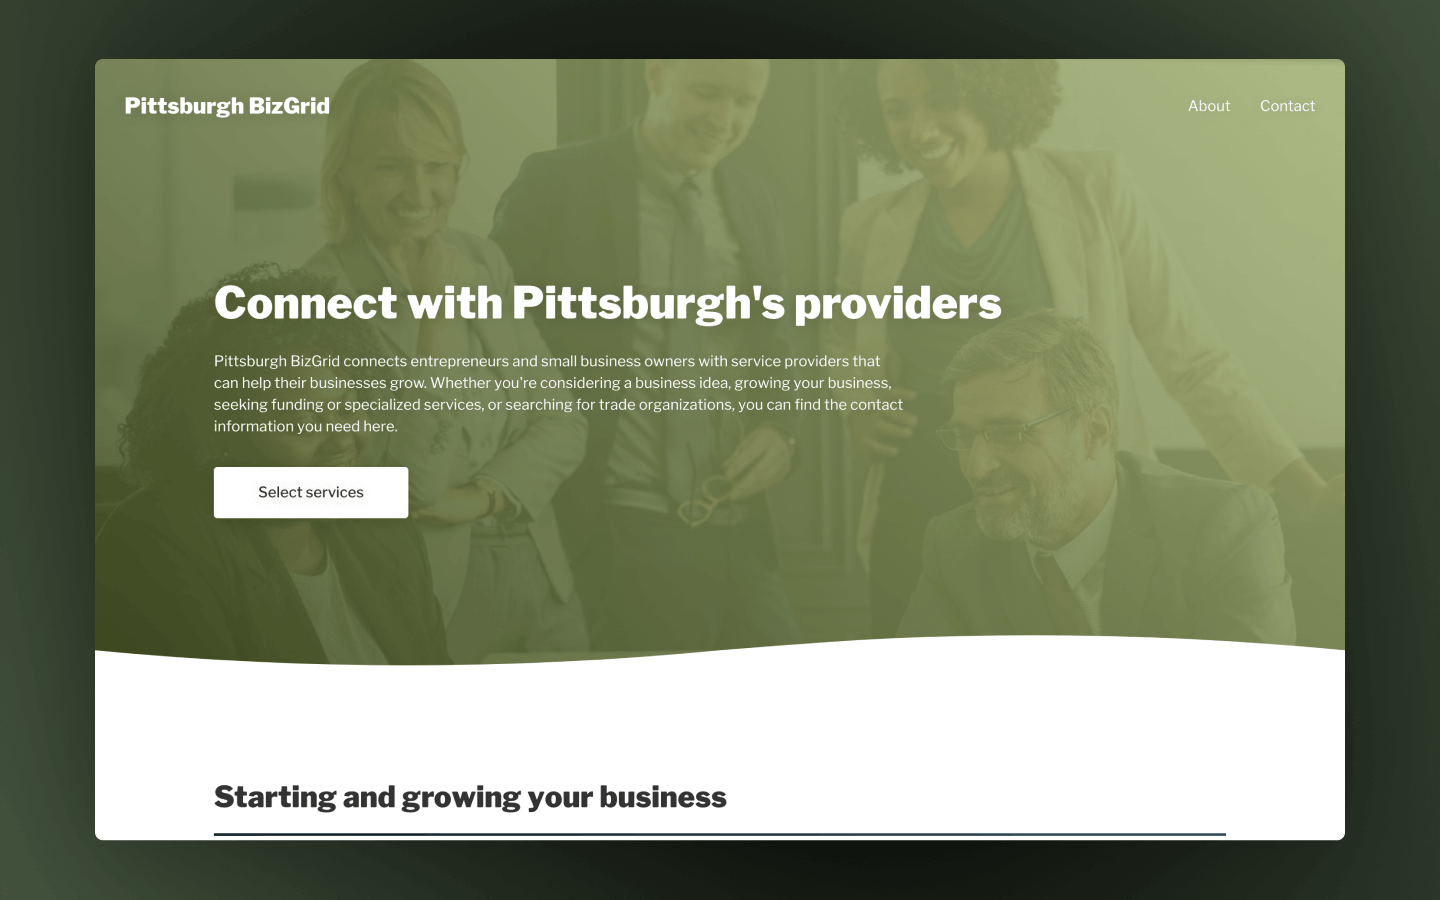 Pittsburgh BizGrid
About Contact
Connect with Pittsburgh's providers
Pittsburgh BizGrid connects entrepreneurs and small business owners with service providers that
can help their businesses grow. Whether you're considering a business idea, growing your business,
seeking funding or specialized services, or searching for trade organizations, you can find the contact
information you need here.
Select services
Starting and growing your business